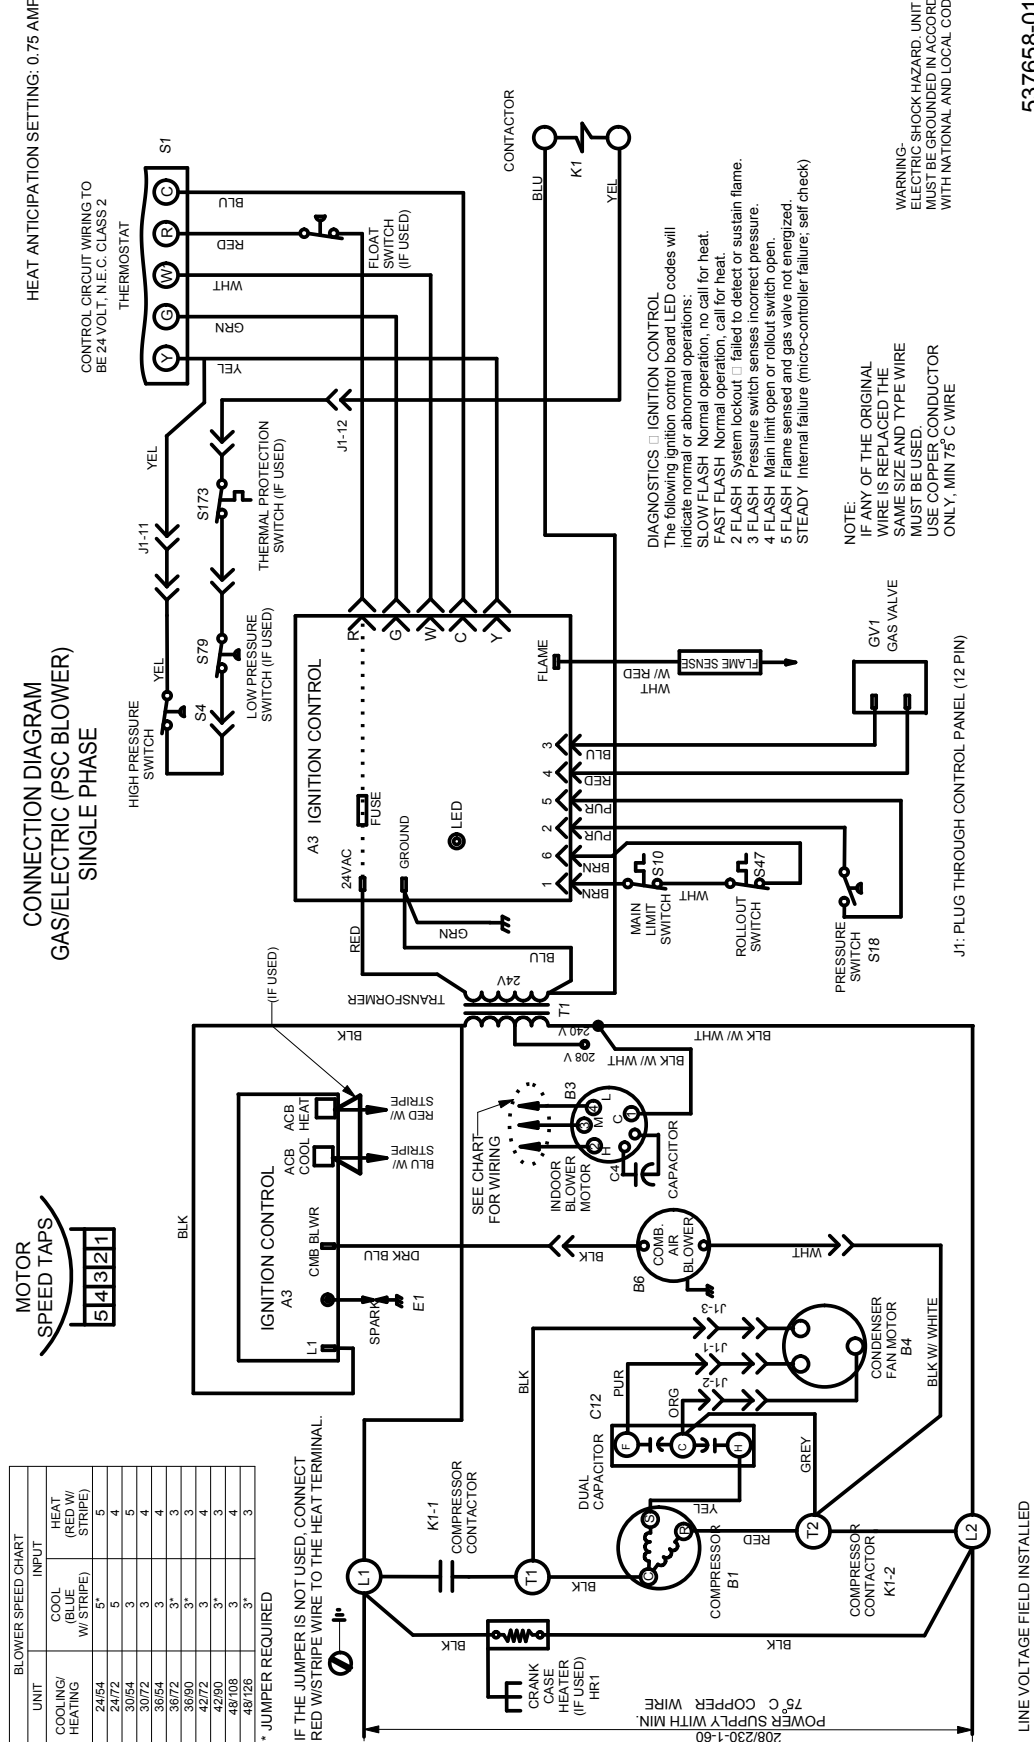 BLOWER SPEED CHART
UNIT INPUT
COOLING/ HEATING
COOL (BLUE W/ STRIPE)
HEAT (RED W/ STRIPE)
24/54 5* 5
24/72 5 4
30/54 3 5
30/72 3 4
36/54 3 4
36/72 3* 3
36/90 3* 3
42/72 3 4
42/90 3* 3
48/108 3 4
48/126 3* 3
* JUMPER REQUIRED
IF THE JUMPER IS NOT USED, CONNECT
RED W/STRIPE WIRE TO THE HEAT TERMINAL.
MOTOR
SPEED TAPS
5 4 3 2 1
CONNECTION DIAGRAM
GAS/ELECTRIC (PSC BLOWER)
SINGLE PHASE
HEAT ANTICIPATION SETTING: 0.75 AMP
CONTROL CIRCUIT WIRING TO
BE 24 VOLT, N.E.C. CLASS 2
THERMOSTAT
S1
Y G W R C
YEL
GRN
WHT
RED
BLU
FLOAT
SWITCH
(IF USED)
HIGH PRESSURE
SWITCH
S4
YEL
J1-11
YEL
S79
LOW PRESSURE
SWITCH (IF USED)
S173
THERMAL PROTECTION
SWITCH (IF USED)
J1-12
CONTACTOR
BLU
K1
YEL
BLK
L1
IGNITION CONTROL
A3
SPARK
E1
CMB BLWR
DRK BLU
ACB
COOL
ACB
HEAT
BLU W/
STRIPE
RED W/
STRIPE
(IF USED)
BLK
TRANSFORMER
24V
T1
240 V
208 V
BLK W/ WHT
BLK W/ WHT
RED
BLU
GRN
A3 IGNITION CONTROL
24VAC
FUSE
GROUND
LED
R
G
W
C
Y
FLAME
WHT
W/ RED
FLAME SENSE
1 6 2 5 4 3
BRN
BRN
PUR
PUR
RED
BLU
MAIN
LIMIT
SWITCH
S10
WHT
ROLLOUT
SWITCH
S47
PRESSURE
SWITCH
S18
GV1
GAS VALVE
J1: PLUG THROUGH CONTROL PANEL (12 PIN)
DIAGNOSTICS □ IGNITION CONTROL
The following ignition control board LED codes will
indicate normal or abnormal operations:
SLOW FLASH Normal operation, no call for heat.
FAST FLASH Normal operation, call for heat.
2 FLASH System lockout □ failed to detect or sustain flame.
3 FLASH Pressure switch senses incorrect pressure.
4 FLASH Main limit open or rollout switch open.
5 FLASH Flame sensed and gas valve not energized.
STEADY Internal failure (micro-controller failure; self check)
NOTE:
IF ANY OF THE ORIGINAL
WIRE IS REPLACED THE
SAME SIZE AND TYPE WIRE
MUST BE USED.
USE COPPER CONDUCTOR
ONLY, MIN 75° C WIRE
WARNING-
ELECTRIC SHOCK HAZARD. UNIT
MUST BE GROUNDED IN ACCORD
WITH NATIONAL AND LOCAL COD
537658-01
SEE CHART
FOR WIRING
INDOOR
BLOWER
MOTOR
B3
H M L
2 3 4
C 1
C4
CAPACITOR
BLK
B6
COMB.
AIR
BLOWER
WHT
L1
K1-1
COMPRESSOR
CONTACTOR
T1
BLK
BLK
DUAL
CAPACITOR
C12
F C H
PUR
ORG
J1-3
J1-1
J1-2
CONDENSER
FAN MOTOR
B4
BLK W/ WHITE
GREY
YEL
S
R
C
COMPRESSOR
B1
RED
T2
COMPRESSOR
CONTACTOR
K1-2
L2
BLK
BLK
CRANK
CASE
HEATER
(IF USED)
HR1
208/230-1-60
POWER SUPPLY WITH MIN.
75° C COPPER WIRE
LINE VOLTAGE FIELD INSTALLED